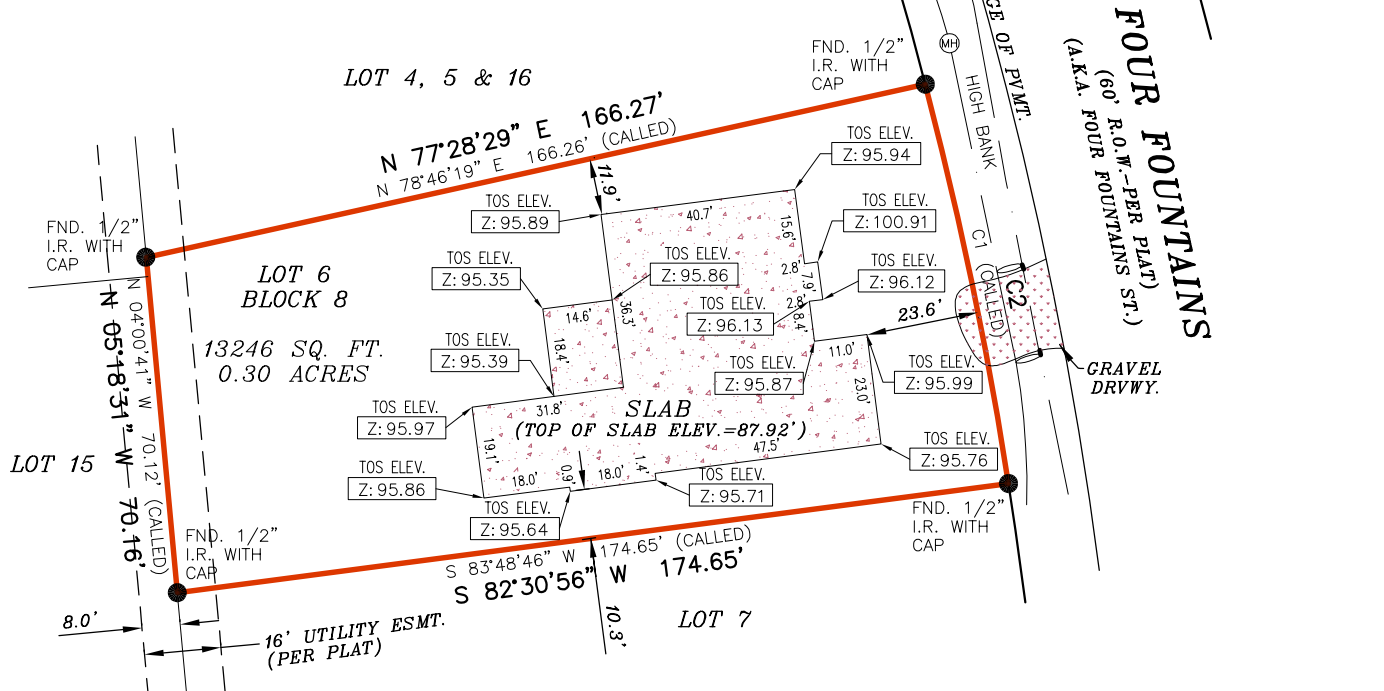 LOT 4, 5 & 16
N 77°28'29" E 166.27'
N 78°46'19" E 166.26' (CALLED)
FND. 1/2"
I.R. WITH
CAP
MH
HIGH BANK
GE OF PVMT.
FOUR FOUNTAINS
(60' R.O.W.-PER PLAT)
(A.K.A. FOUR FOUNTAINS ST.)
FND. 1/2"
I.R. WITH
CAP
LOT 6
BLOCK 8
13246 SQ. FT.
0.30 ACRES
11.9'
TOS ELEV.
Z: 95.89
TOS ELEV.
Z: 95.94
40.7'
15.6'
TOS ELEV.
Z: 100.91
2.8'
7.9'
TOS ELEV.
Z: 96.12
2.8'
8.4'
TOS ELEV.
Z: 96.13
TOS ELEV.
Z: 95.35
TOS ELEV.
Z: 95.86
14.6'
36.3'
18.4'
TOS ELEV.
Z: 95.39
TOS ELEV.
Z: 95.87
11.0'
23.6'
TOS ELEV.
Z: 95.99
23.0'
C1 (CALLED)
C2
GRAVEL
DRVWY.
TOS ELEV.
Z: 95.97
31.8'
SLAB
(TOP OF SLAB ELEV.=87.92')
19.1'
18.0'
0.9'
18.0'
1.4'
47.5'
TOS ELEV.
Z: 95.76
TOS ELEV.
Z: 95.86
TOS ELEV.
Z: 95.64
TOS ELEV.
Z: 95.71
N 04°00'41" W 70.12' (CALLED)
N 05°18'31" W 70.16'
LOT 15
FND. 1/2"
I.R. WITH
CAP
FND. 1/2"
I.R. WITH
CAP
S 83°48'46" W 174.65' (CALLED)
S 82°30'56" W 174.65'
10.3'
LOT 7
8.0'
16' UTILITY ESMT.
(PER PLAT)